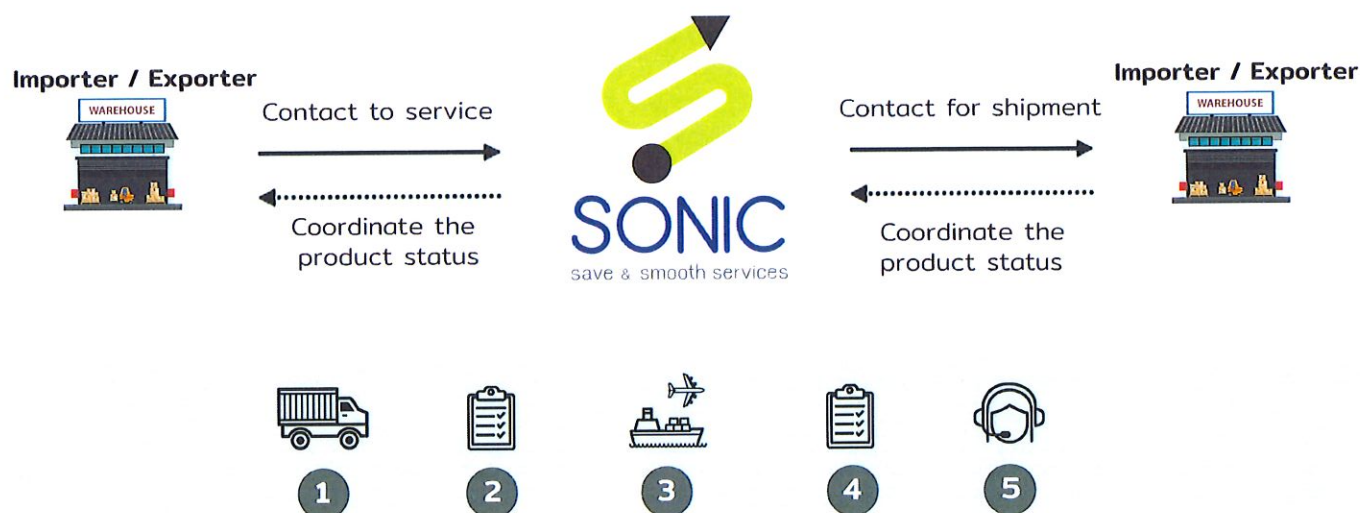 Importer / Exporter
WAREHOUSE
Contact to service
Coordinate the
product status
SONIC
save & smooth services
Contact for shipment
Coordinate the
product status
Importer / Exporter
WAREHOUSE
1 2 3 4 5